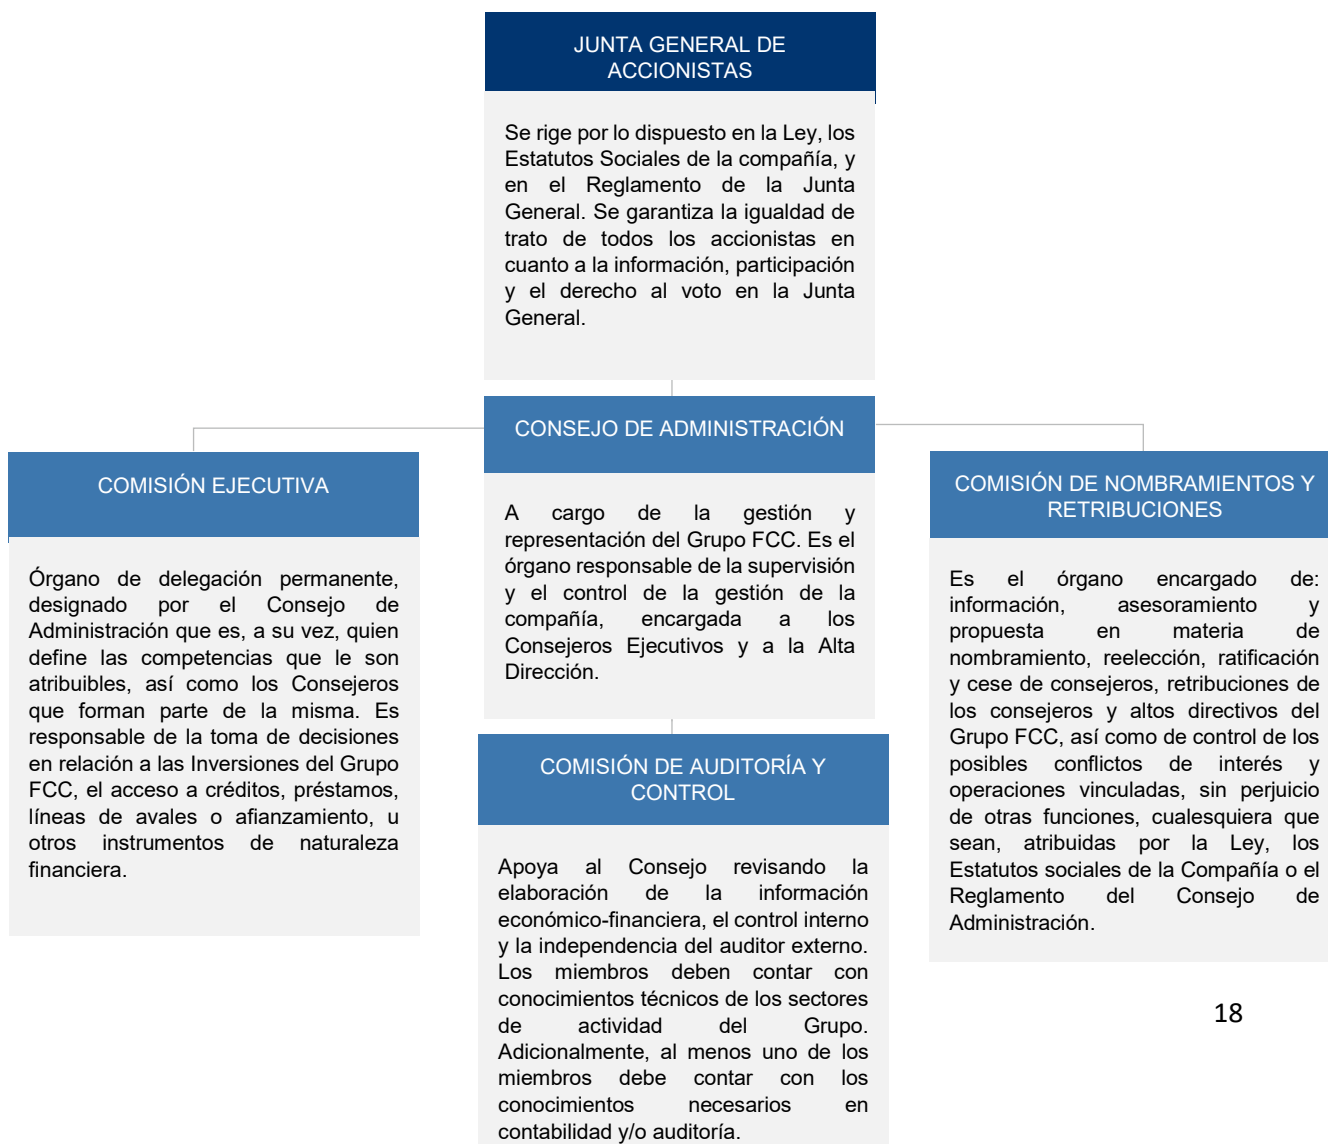 JUNTA GENERAL DE
ACCIONISTAS
Se rige por lo dispuesto en la Ley, los
Estatutos Sociales de la compañía, y
en el Reglamento de la Junta
General. Se garantiza la igualdad de
trato de todos los accionistas en
cuanto a la información, participación
y el derecho al voto en la Junta
General.
CONSEJO DE ADMINISTRACIÓN
A cargo de la gestión y
representación del Grupo FCC. Es el
órgano responsable de la supervisión
y el control de la gestión de la
compañía, encargada a los
Consejeros Ejecutivos y a la Alta
Dirección.
COMISIÓN EJECUTIVA
Órgano de delegación permanente,
designado por el Consejo de
Administración que es, a su vez, quien
define las competencias que le son
atribuibles, así como los Consejeros
que forman parte de la misma. Es
responsable de la toma de decisiones
en relación a las Inversiones del Grupo
FCC, el acceso a créditos, préstamos,
líneas de avales o afianzamiento, u
otros instrumentos de naturaleza
financiera.
COMISIÓN DE AUDITORÍA Y
CONTROL
Apoya al Consejo revisando la
elaboración de la información
económico-financiera, el control interno
y la independencia del auditor externo.
Los miembros deben contar con
conocimientos técnicos de los sectores
de actividad del Grupo.
Adicionalmente, al menos uno de los
miembros debe contar con los
conocimientos necesarios en
contabilidad y/o auditoría.
COMISIÓN DE NOMBRAMIENTOS Y
RETRIBUCIONES
Es el órgano encargado de:
información, asesoramiento y
propuesta en materia de
nombramiento, reelección, ratificación
y cese de consejeros, retribuciones de
los consejeros y altos directivos del
Grupo FCC, así como de control de los
posibles conflictos de interés y
operaciones vinculadas, sin perjuicio
de otras funciones, cualesquiera que
sean, atribuidas por la Ley, los
Estatutos sociales de la Compañía o el
Reglamento del Consejo de
Administración.
18